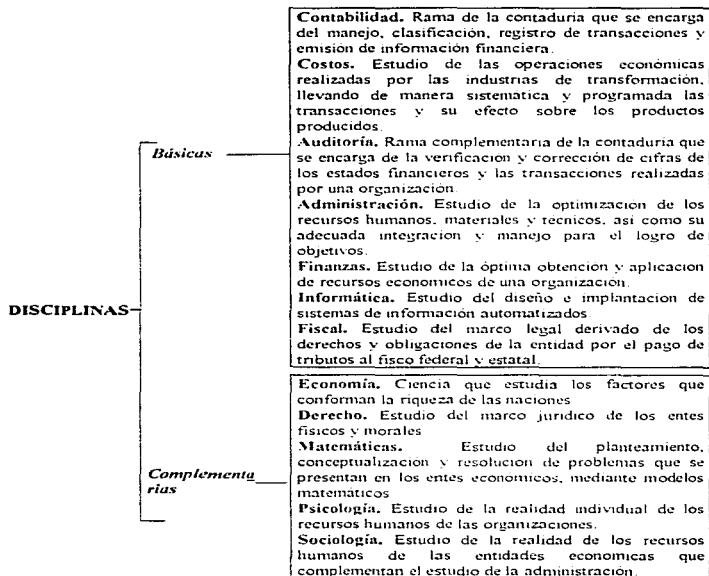 Contabilidad. Rama de la contaduría que se encarga
del manejo, clasificación, registro de transacciones y
emisión de información financiera.
Costos. Estudio de las operaciones económicas
realizadas por las industrias de transformación,
llevando de manera sistematica y programada las
transacciones y su efecto sobre los productos
producidos.
Auditoría. Rama complementaria de la contaduría que
se encarga de la verificación y corrección de cifras de
los estados financieros y las transacciones realizadas
por una organización.
Básicas
Administración. Estudio de la optimización de los
recursos humanos, materiales y técnicos, asi como su
adecuada integracion y manejo para el logro de
objetivos.
Finanzas. Estudio de la óptima obtención y aplicacion
de recursos economicos de una organización.
Informática. Estudio del diseño e implantacion de
sistemas de información automatizados
DISCIPLINAS
Fiscal. Estudio del marco legal derivado de los
derechos y obligaciones de la entidad por el pago de
tributos al fisco federal y estatal.
Economía. Ciencia que estudia los factores que
conforman la riqueza de las naciones
Derecho. Estudio del marco juridico de los entes
fisicos y morales
Matemáticas. Estudio del planteamiento,
conceptualización y resolucion de problemas que se
presentan en los entes economicos, mediante modelos
matemáticos
Complementa
rias
Psicología. Estudio de la realidad individual de los
recursos humanos de las organizaciones.
Sociología. Estudio de la realidad de los recursos
humanos de las entidades economicas que
complementan el estudio de la administración.